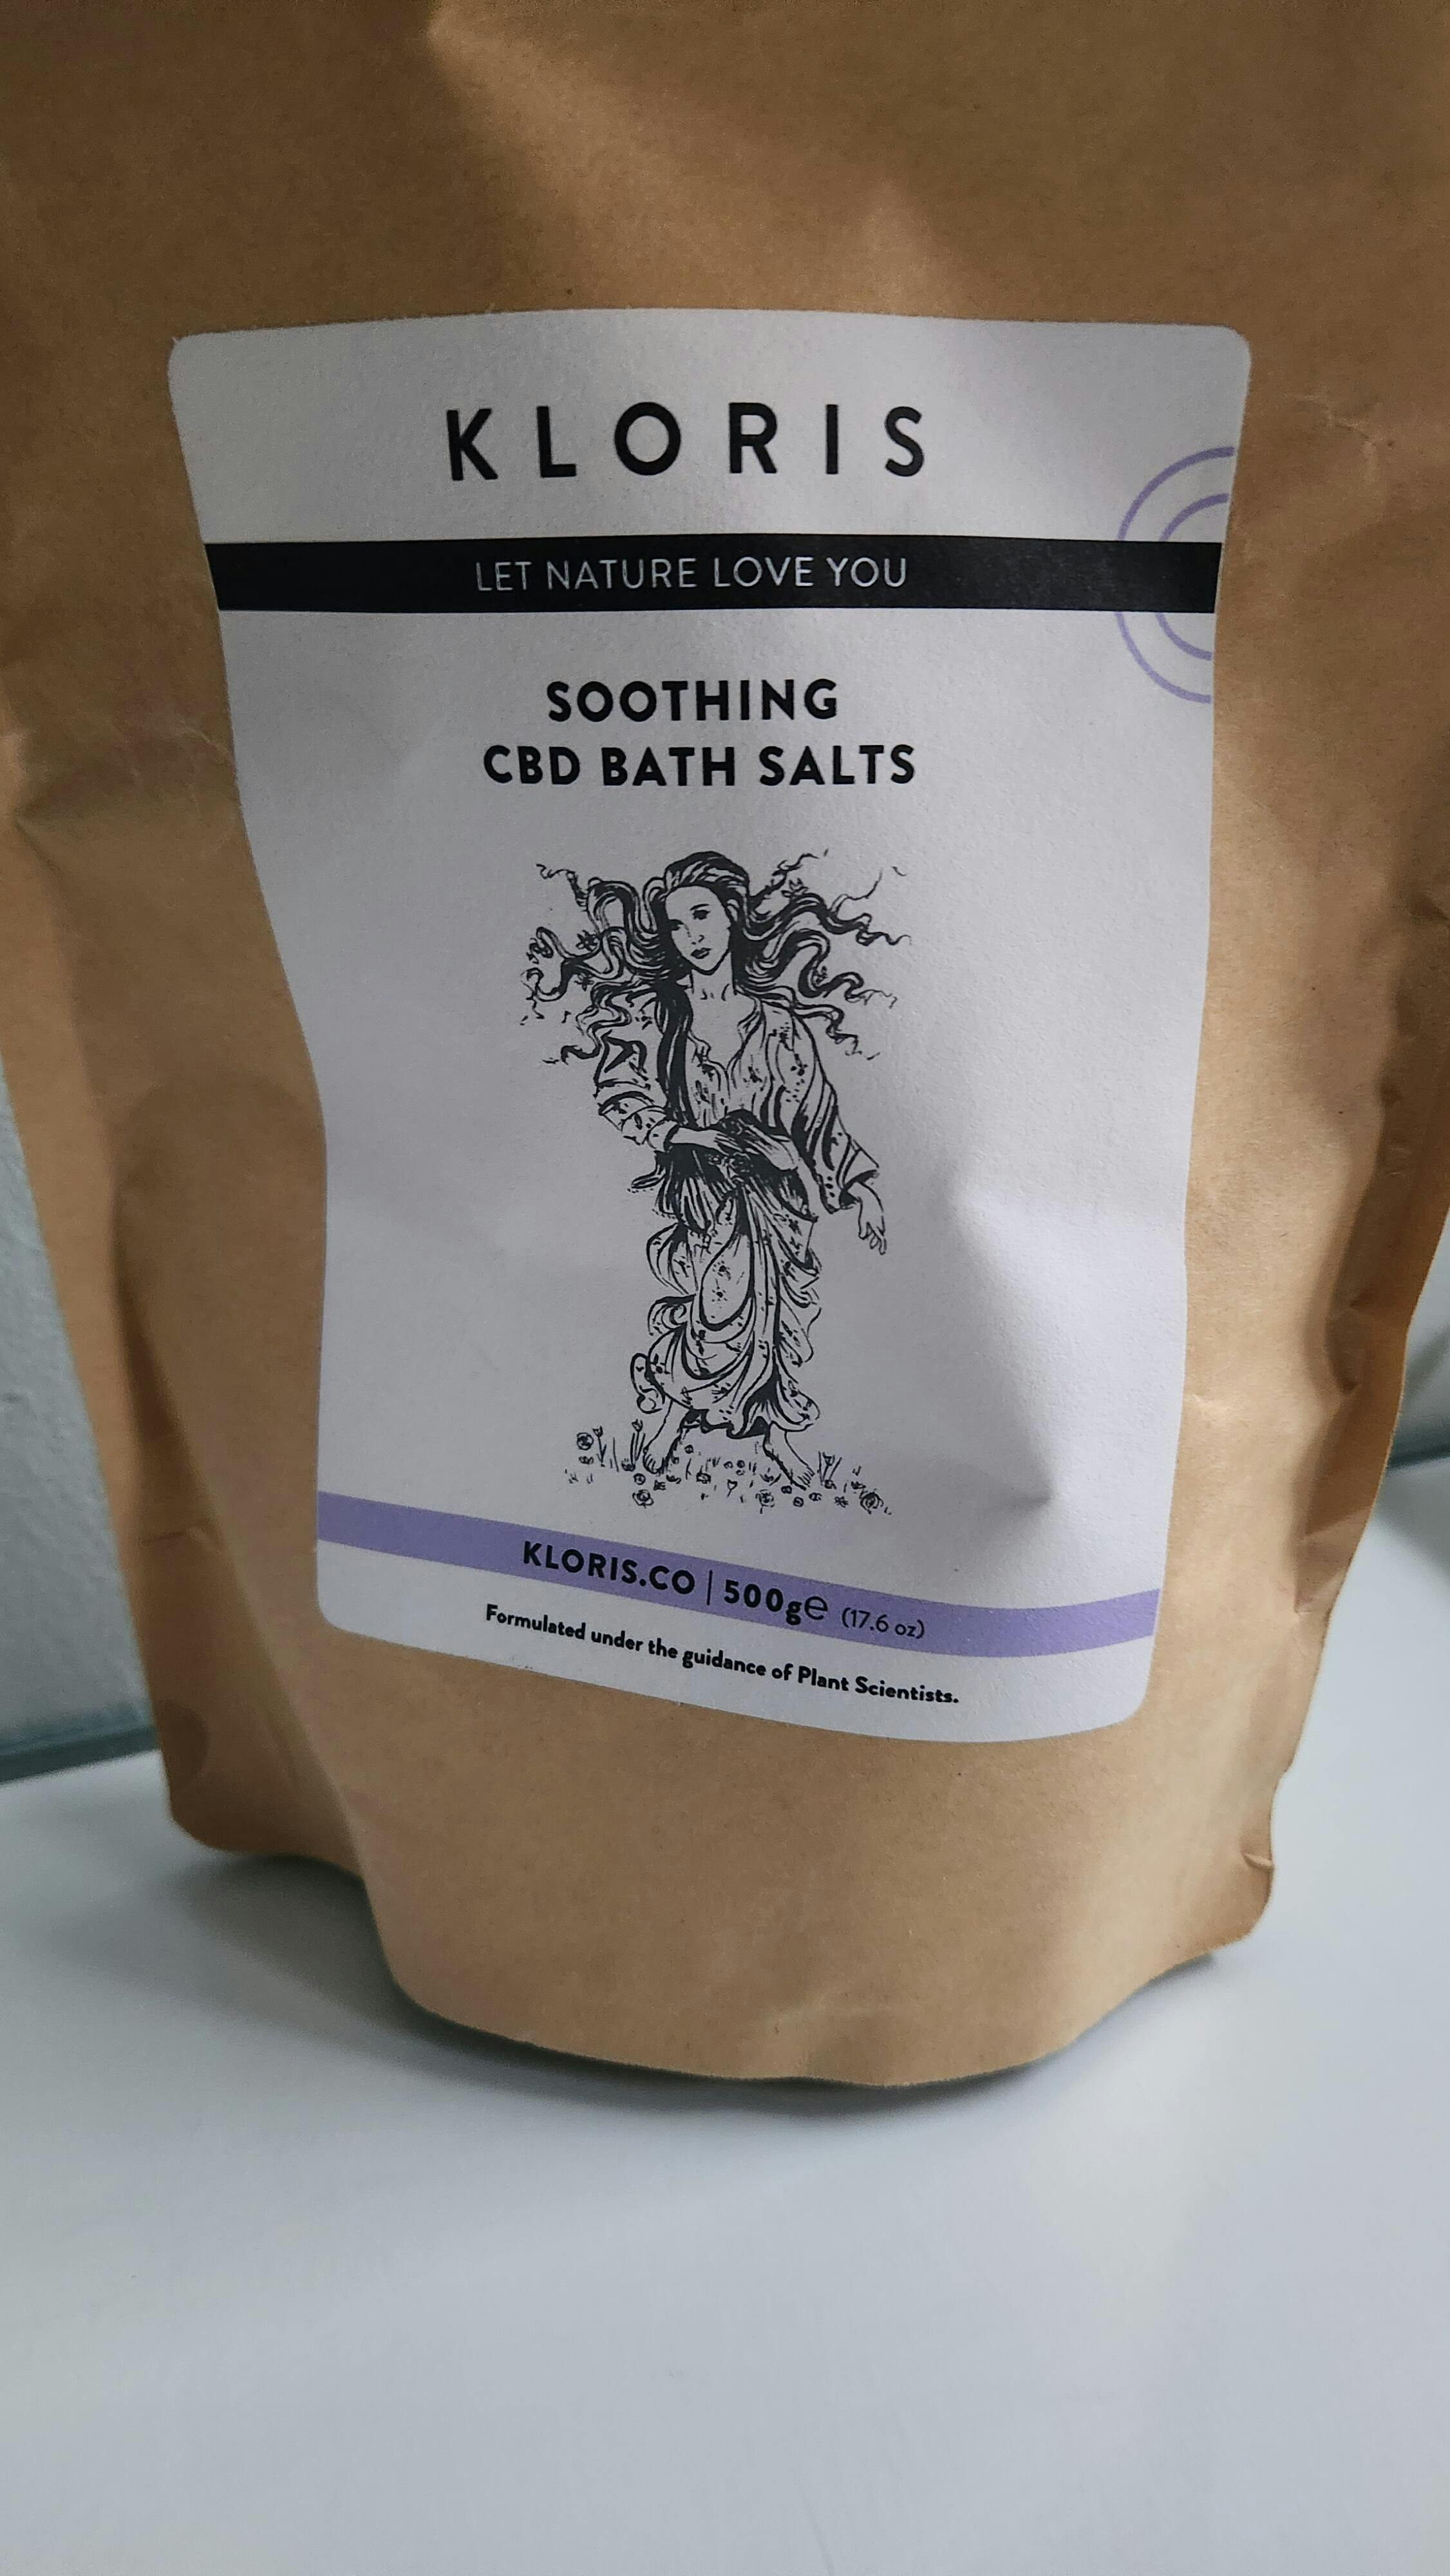 KLORIS
LET NATURE LOVE YOU
SOOTHING
CBD BATH SALTS
KLORIS.CO | 500g℮ (17.6 oz)
Formulated under the guidance of Plant Scientists.